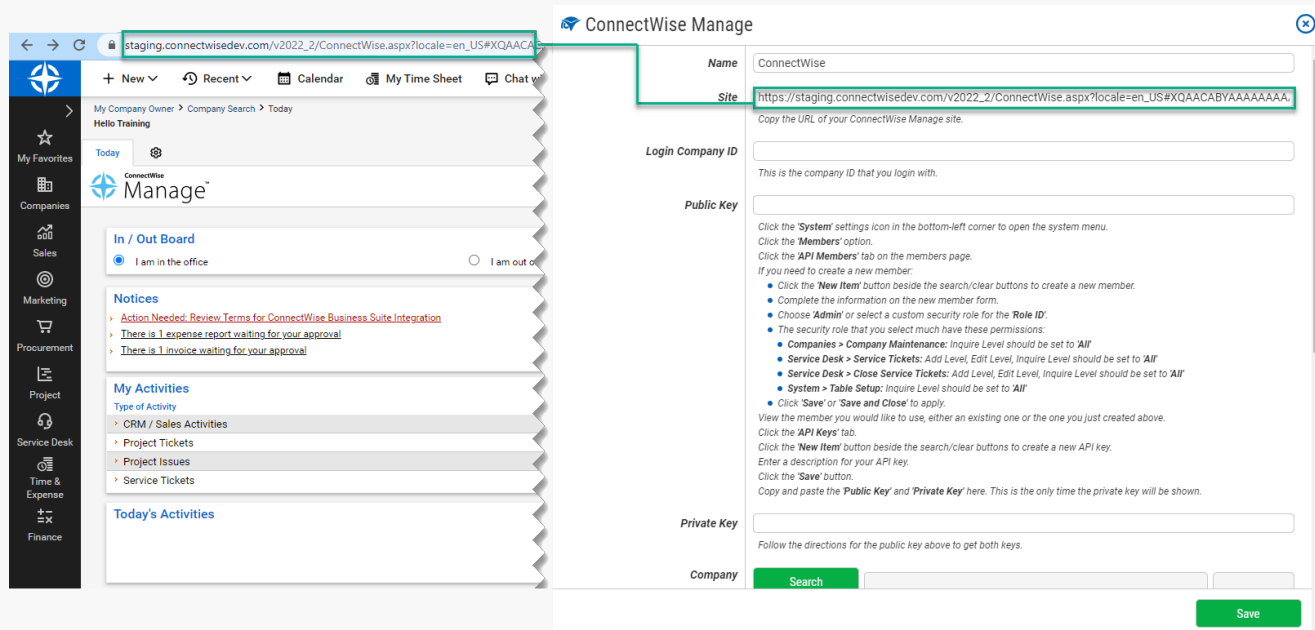 staging.connectwisedev.com/v2022_2/ConnectWise.aspx?locale=en_US#XQAACAB
New
Recent
Calendar
My Time Sheet
Chat
My Company Owner > Company Search > Today
Hello Training
Today
My Favorites
Companies
Sales
Marketing
Procurement
Project
Service Desk
Time &
Expense
Finance
ConnectWise
Manage™
In / Out Board
I am in the office
I am out
Notices
Action Needed: Review Terms for ConnectWise Business Suite Integration
There is 1 expense report waiting for your approval
There is 1 invoice waiting for your approval
My Activities
Type of Activity
CRM / Sales Activities
Project Tickets
Project Issues
Service Tickets
Today's Activities
ConnectWise Manage
Name
ConnectWise
Site
https://staging.connectwisedev.com/v2022_2/ConnectWise.aspx?locale=en_US#XQAACABYAAAAAAAA.
Copy the URL of your ConnectWise Manage site.
Login Company ID
This is the company ID that you login with.
Public Key
Click the 'System' settings icon in the bottom-left corner to open the system menu.
Click the 'Members' option.
Click the 'API Members' tab on the members page.
If you need to create a new member:
Click the 'New Item' button beside the search/clear buttons to create a new member.
Complete the information on the new member form.
Choose 'Admin' or select a custom security role for the 'Role ID'.
The security role that you select much have these permissions:
Companies > Company Maintenance: Inquire Level should be set to 'All'
Service Desk > Service Tickets: Add Level, Edit Level, Inquire Level should be set to 'All'
Service Desk > Close Service Tickets: Add Level, Edit Level, Inquire Level should be set to 'All'
System > Table Setup: Inquire Level should be set to 'All'
Click 'Save' or 'Save and Close' to apply.
View the member you would like to use, either an existing one or the one you just created above.
Click the 'API Keys' tab.
Click the 'New Item' button beside the search/clear buttons to create a new API key.
Enter a description for your API key.
Click the 'Save' button.
Copy and paste the 'Public Key' and 'Private Key' here. This is the only time the private key will be shown.
Private Key
Follow the directions for the public key above to get both keys.
Company
Search
Save